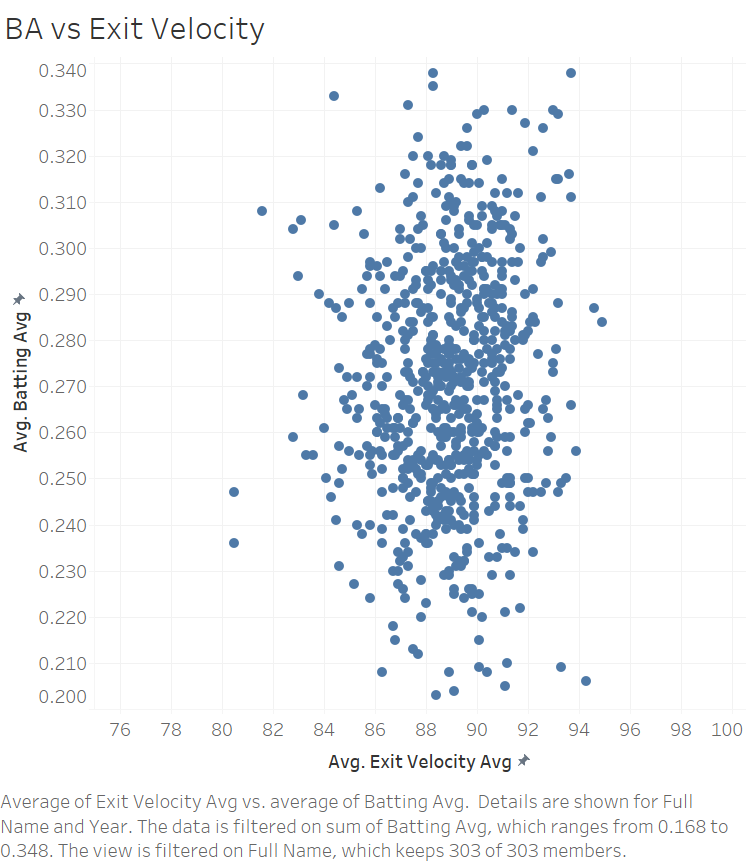 BA vs Exit Velocity
0.340
0.330
0.320
0.310
0.300
0.290
0.280
0.270
0.260
0.250
0.240
0.230
0.220
0.210
0.200
Avg. Batting Avg
76 78 80 82 84 86 88 90 92 94 96 98 100
Avg. Exit Velocity Avg
Average of Exit Velocity Avg vs. average of Batting Avg.  Details are shown for Full
Name and Year. The data is filtered on sum of Batting Avg, which ranges from 0.168 to
0.348. The view is filtered on Full Name, which keeps 303 of 303 members.